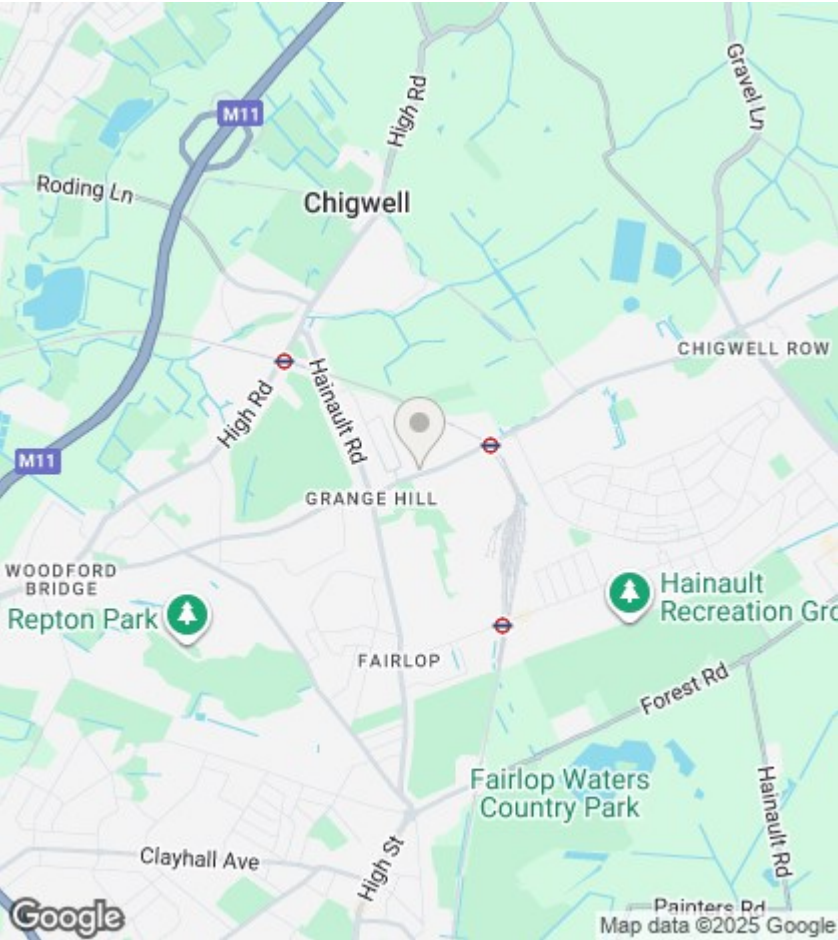 M11
High Rd
Gravel Ln
Roding Ln
Chigwell
CHIGWELL ROW
High Rd
Hainault Rd
M11
GRANGE HILL
WOODFORD
BRIDGE
Repton Park
Hainault
Recreation Gro
FAIRLOP
Forest Rd
Fairlop Waters
Country Park
Hainault Rd
Clayhall Ave
High St
Painters Rd
Google
Map data ©2025 Google